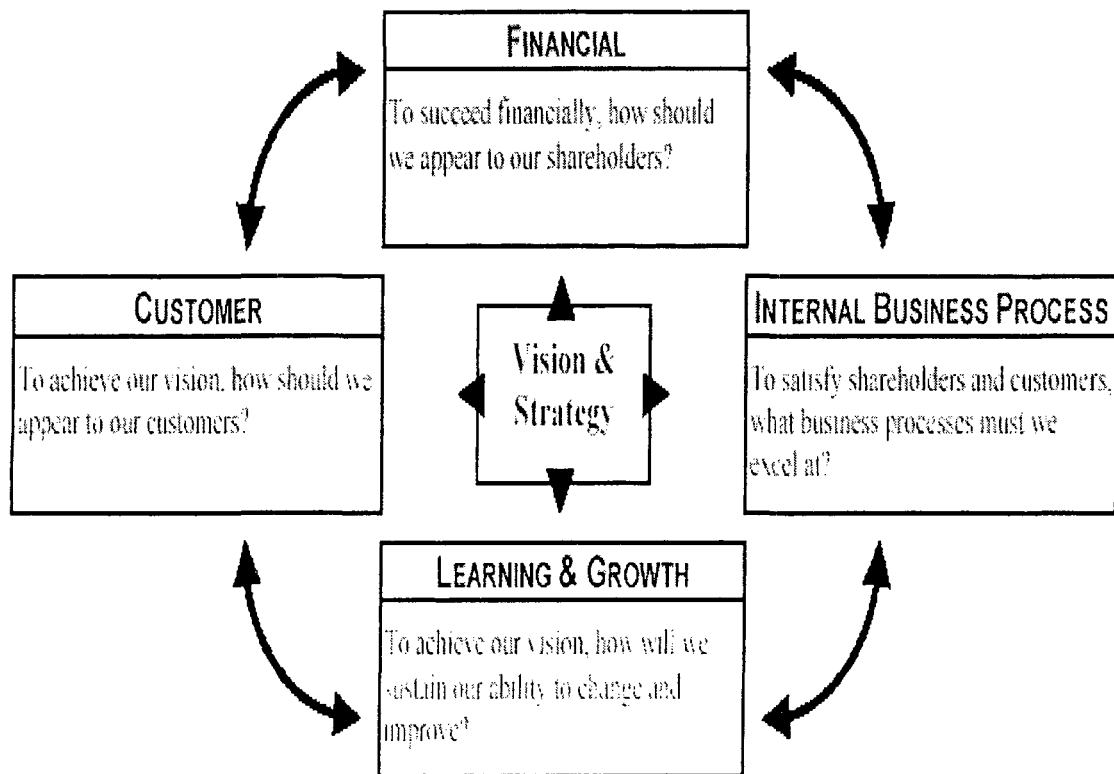 FINANCIAL
To succeed financially, how should
we appear to our shareholders?
CUSTOMER
To achieve our vision, how should we
appear to our customers?
Vision &
Strategy
INTERNAL BUSINESS PROCESS
To satisfy shareholders and customers,
what business processes must we
excel at?
LEARNING & GROWTH
To achieve our vision, how will we
sustain our ability to change and
improve?